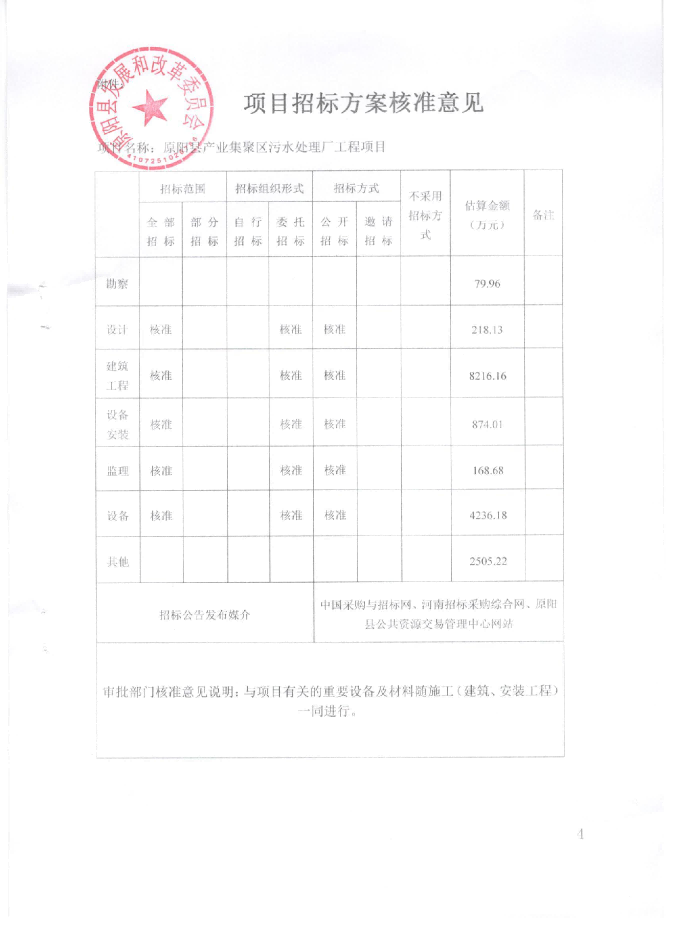 附件
原阳县发展和改革委员会
项目招标方案核准意见
项目名称：原阳县产业集聚区污水处理厂工程项目
招标范围 招标组织形式 招标方式 不采用招标方式 估算金额（万元） 备注
全部招标 部分招标 自行招标 委托招标 公开招标 邀请招标
勘察 79.96
设计 核准 核准 核准 218.13
建筑工程 核准 核准 核准 8216.16
设备安装 核准 核准 核准 874.01
监理 核准 核准 核准 168.68
设备 核准 核准 核准 4236.18
其他 2505.22
招标公告发布媒介 中国采购与招标网、河南招标采购综合网、原阳
县公共资源交易管理中心网站
审批部门核准意见说明：与项目有关的重要设备及材料随施工（建筑、安装工程）
一同进行。
4